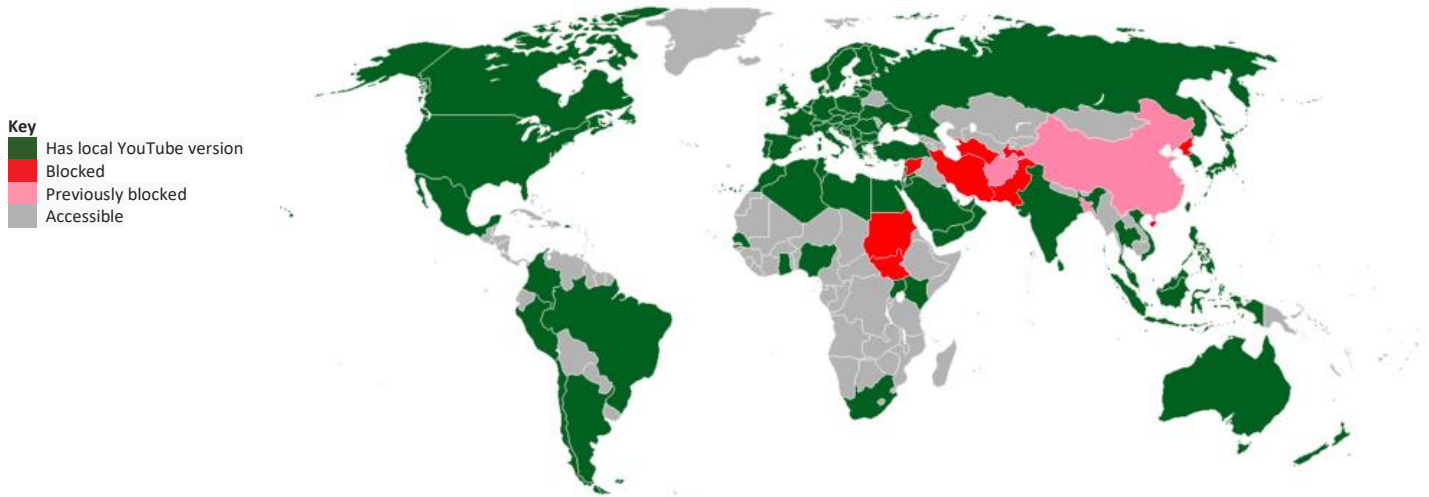 Key
Has local YouTube version
Blocked
Previously blocked
Accessible